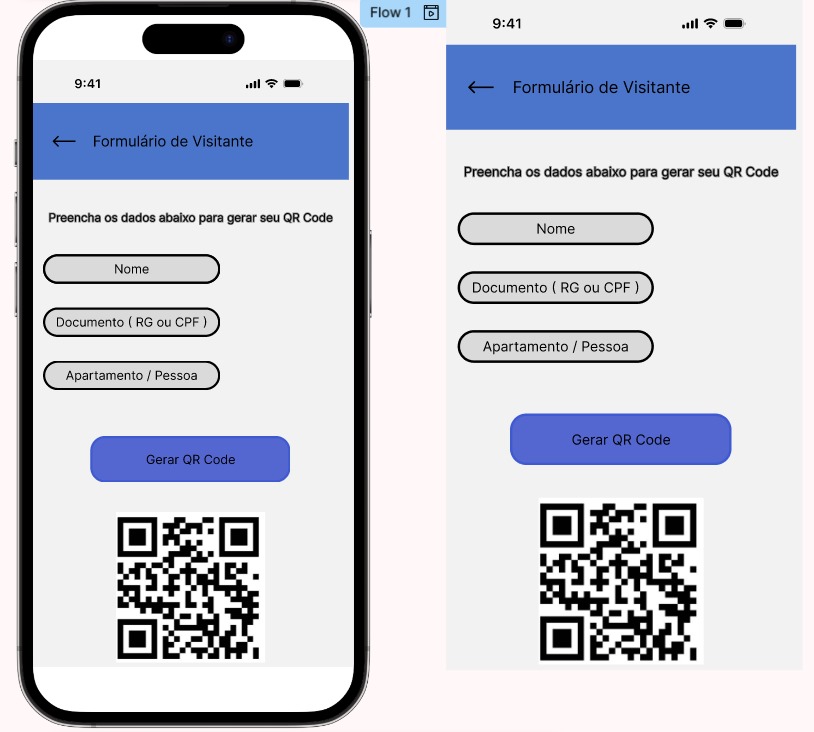 Flow 1
9:41
Formulário de Visitante
Preencha os dados abaixo para gerar seu QR Code
Nome
Documento ( RG ou CPF )
Apartamento / Pessoa
Gerar QR Code
9:41
Formulário de Visitante
Preencha os dados abaixo para gerar seu QR Code
Nome
Documento ( RG ou CPF )
Apartamento / Pessoa
Gerar QR Code